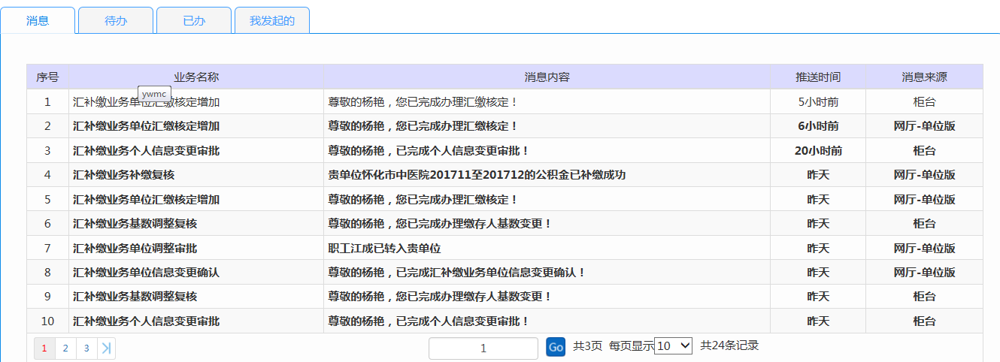 消息 待办 已办 我发起的
序号 业务名称 消息内容 推送时间 消息来源
ywmc
1 汇补缴业务单位汇缴核定增加 尊敬的杨艳，您已完成办理汇缴核定！ 5小时前 柜台
2 汇补缴业务单位汇缴核定增加 尊敬的杨艳，您已完成办理汇缴核定！ 6小时前 网厅-单位版
3 汇补缴业务个人信息变更审批 尊敬的杨艳，已完成个人信息变更审批！ 20小时前 柜台
4 汇补缴业务补缴复核 贵单位怀化市中医院201711至201712的公积金已补缴成功 昨天 网厅-单位版
5 汇补缴业务单位汇缴核定增加 尊敬的杨艳，您已完成办理汇缴核定！ 昨天 网厅-单位版
6 汇补缴业务基数调整复核 尊敬的杨艳，您已完成办理缴存人基数变更！ 昨天 柜台
7 汇补缴业务单位调整审批 职工江成已转入贵单位 昨天 网厅-单位版
8 汇补缴业务单位信息变更确认 尊敬的杨艳，已完成汇补缴业务单位信息变更确认！ 昨天 网厅-单位版
9 汇补缴业务基数调整复核 尊敬的杨艳，您已完成办理缴存人基数变更！ 昨天 柜台
10 汇补缴业务个人信息变更审批 尊敬的杨艳，已完成个人信息变更审批！ 昨天 柜台
1 2 3 1 Go 共3页 每页显示 10 共24条记录